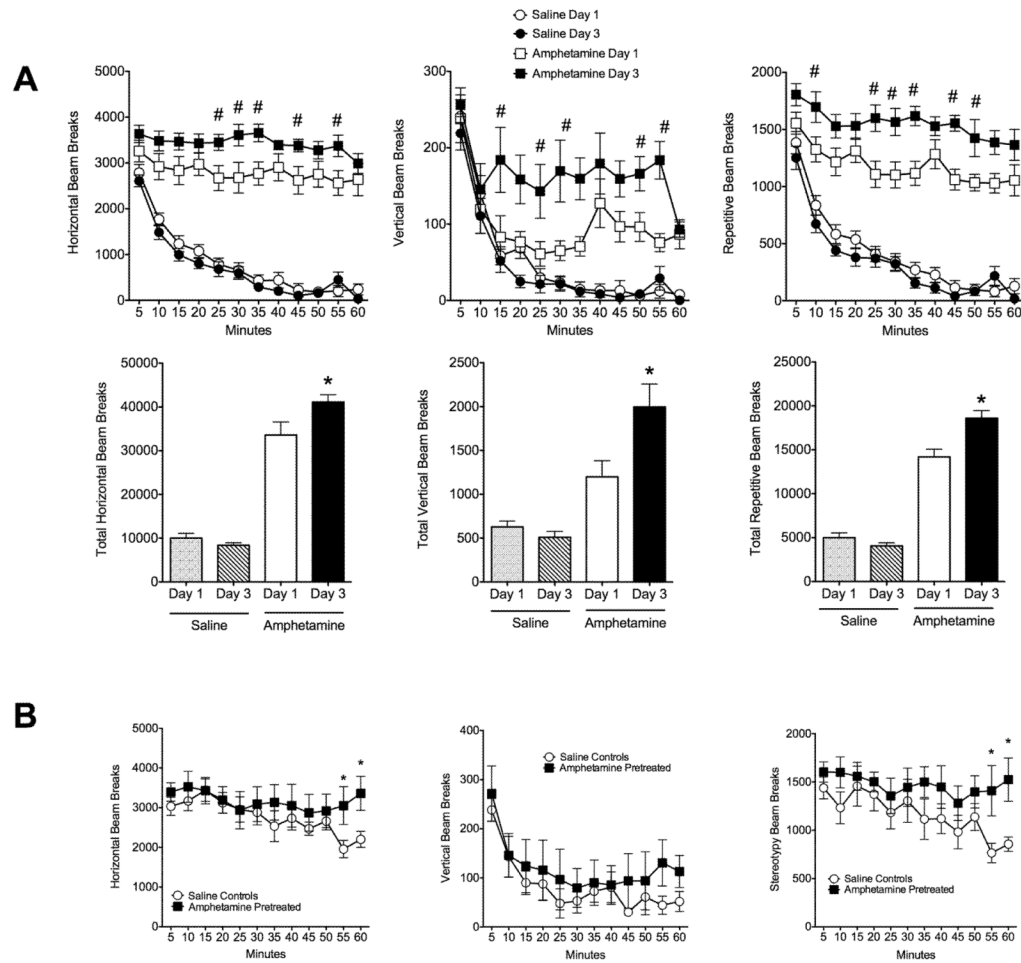 Saline Day 1
Saline Day 3
Amphetamine Day 1
Amphetamine Day 3
A
Horizontal Beam Breaks
5000
4000
3000
2000
1000
0
# # # # #
5 10 15 20 25 30 35 40 45 50 55 60
Minutes
Vertical Beam Breaks
300
200
100
0
# # # # #
5 10 15 20 25 30 35 40 45 50 55 60
Minutes
Repetitive Beam Breaks
2000
1500
1000
500
0
# # # # # #
5 10 15 20 25 30 35 40 45 50 55 60
Minutes
Total Horizontal Beam Breaks
50000
40000
30000
20000
10000
0
*
Day 1 Day 3 Day 1 Day 3
Saline Amphetamine
Total Vertical Beam Breaks
2500
2000
1500
1000
500
0
*
Day 1 Day 3 Day 1 Day 3
Saline Amphetamine
Total Repetitive Beam Breaks
25000
20000
15000
10000
5000
0
*
Day 1 Day 3 Day 1 Day 3
Saline Amphetamine
B
Horizontal Beam Breaks
5000
4000
3000
2000
1000
0
* *
Saline Controls
Amphetamine Pretreated
5 10 15 20 25 30 35 40 45 50 55 60
Minutes
Vertical Beam Breaks
400
300
200
100
0
Saline Controls
Amphetamine Pretreated
5 10 15 20 25 30 35 40 45 50 55 60
Minutes
Stereotypy Beam Breaks
2000
1500
1000
500
0
* *
Saline Controls
Amphetamine Pretreated
5 10 15 20 25 30 35 40 45 50 55 60
Minutes